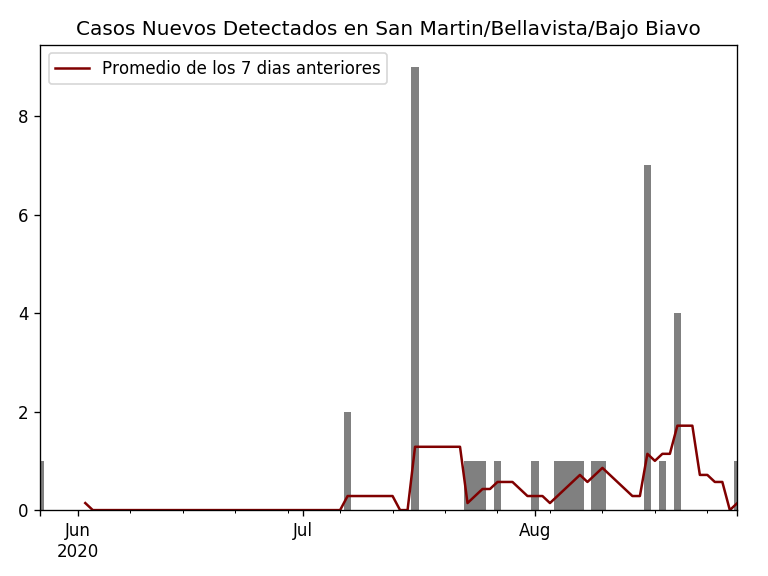 Casos Nuevos Detectados en San Martin/Bellavista/Bajo Biavo
Promedio de los 7 dias anteriores
8
6
4
2
0
Jun
2020
Jul
Aug